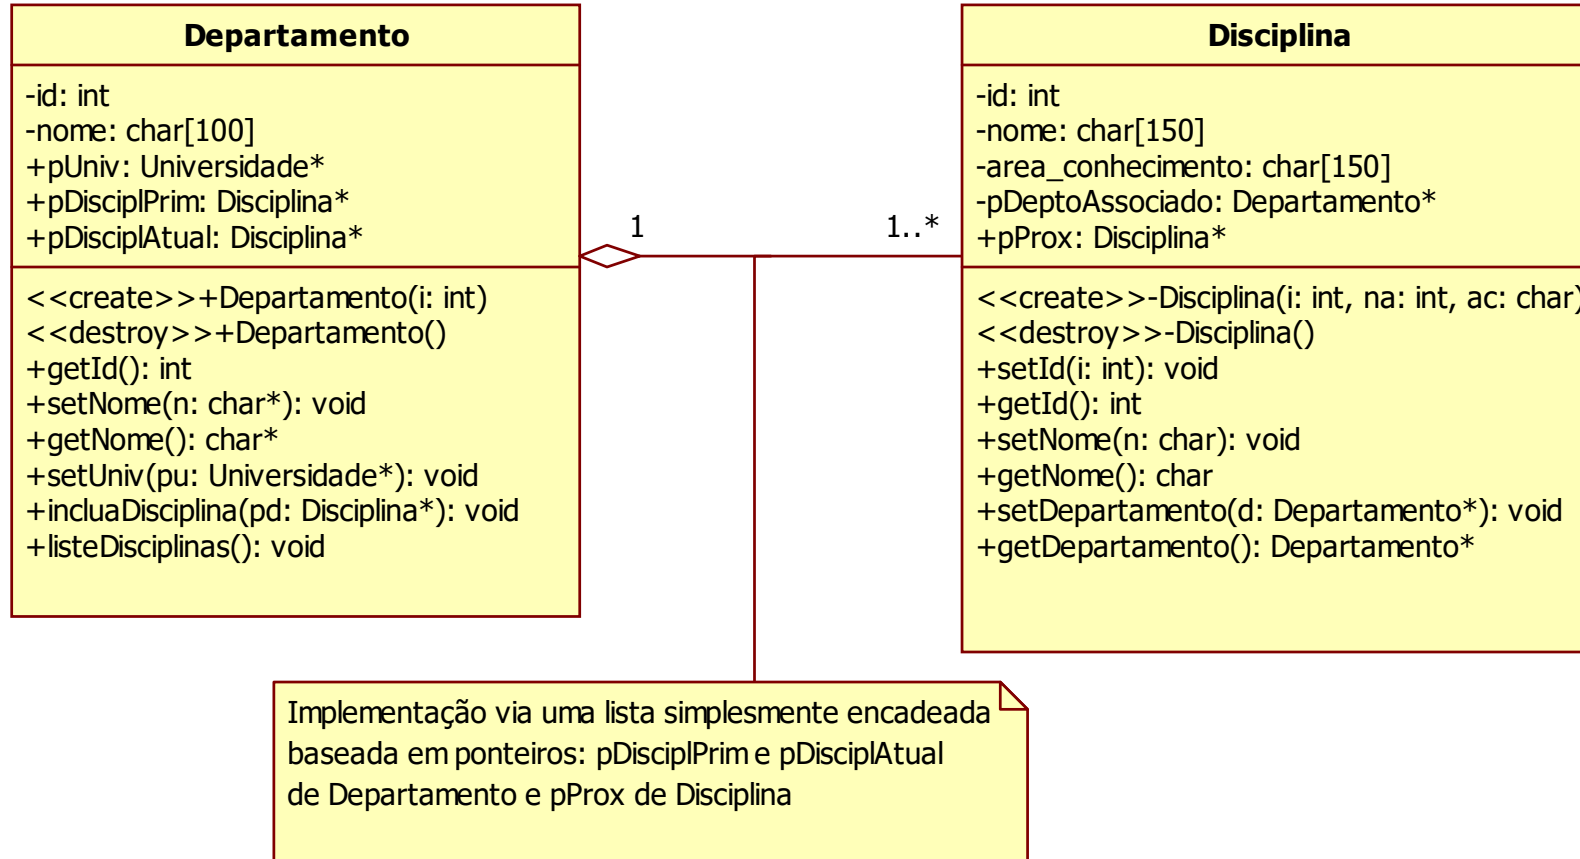 Departamento
-id: int
-nome: char[100]
+pUniv: Universidade*
+pDisciplPrim: Disciplina*
+pDisciplAtual: Disciplina*
<<create>>+Departamento(i: int)
<<destroy>>+Departamento()
+getId(): int
+setNome(n: char*): void
+getNome(): char*
+setUniv(pu: Universidade*): void
+incluaDisciplina(pd: Disciplina*): void
+listeDisciplinas(): void
1
1..*
Disciplina
-id: int
-nome: char[150]
-area_conhecimento: char[150]
-pDeptoAssociado: Departamento*
+pProx: Disciplina*
<<create>>-Disciplina(i: int, na: int, ac: char)
<<destroy>>-Disciplina()
+setId(i: int): void
+getId(): int
+setNome(n: char): void
+getNome(): char
+setDepartamento(d: Departamento*): void
+getDepartamento(): Departamento*
Implementação via uma lista simplesmente encadeada
baseada em ponteiros: pDisciplPrim e pDisciplAtual
de Departamento e pProx de Disciplina